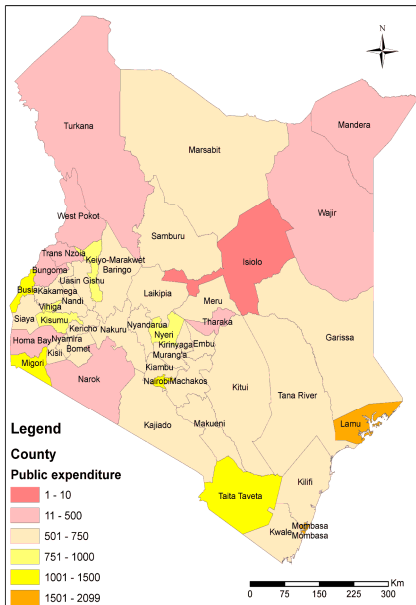 N
Turkana
Mandera
Marsabit
Wajir
West Pokot
Samburu
Isiolo
Trans Nzoia
Keiyo-Marakwet
Bungoma
Baringo
Uasin Gishu
Busia
Kakamega
Laikipia
Meru
Nandi
Vihiga
Siaya
Kisumu
Nyandarua
Tharaka
Kericho
Nakuru
Nyeri
Garissa
Homa Bay
Nyamira
Kirinyaga
Embu
Kisii
Murang'a
Bomet
Migori
Kiambu
Narok
Nairobi
Machakos
Kitui
Tana River
Kajiado
Makueni
Lamu
Kilifi
Taita Taveta
Mombasa
Kwale
Mombasa
Legend
County
Public expenditure
1 - 10
11 - 500
501 - 750
751 - 1000
1001 - 1500
1501 - 2099
Km
0 37.5 75 150 225 300